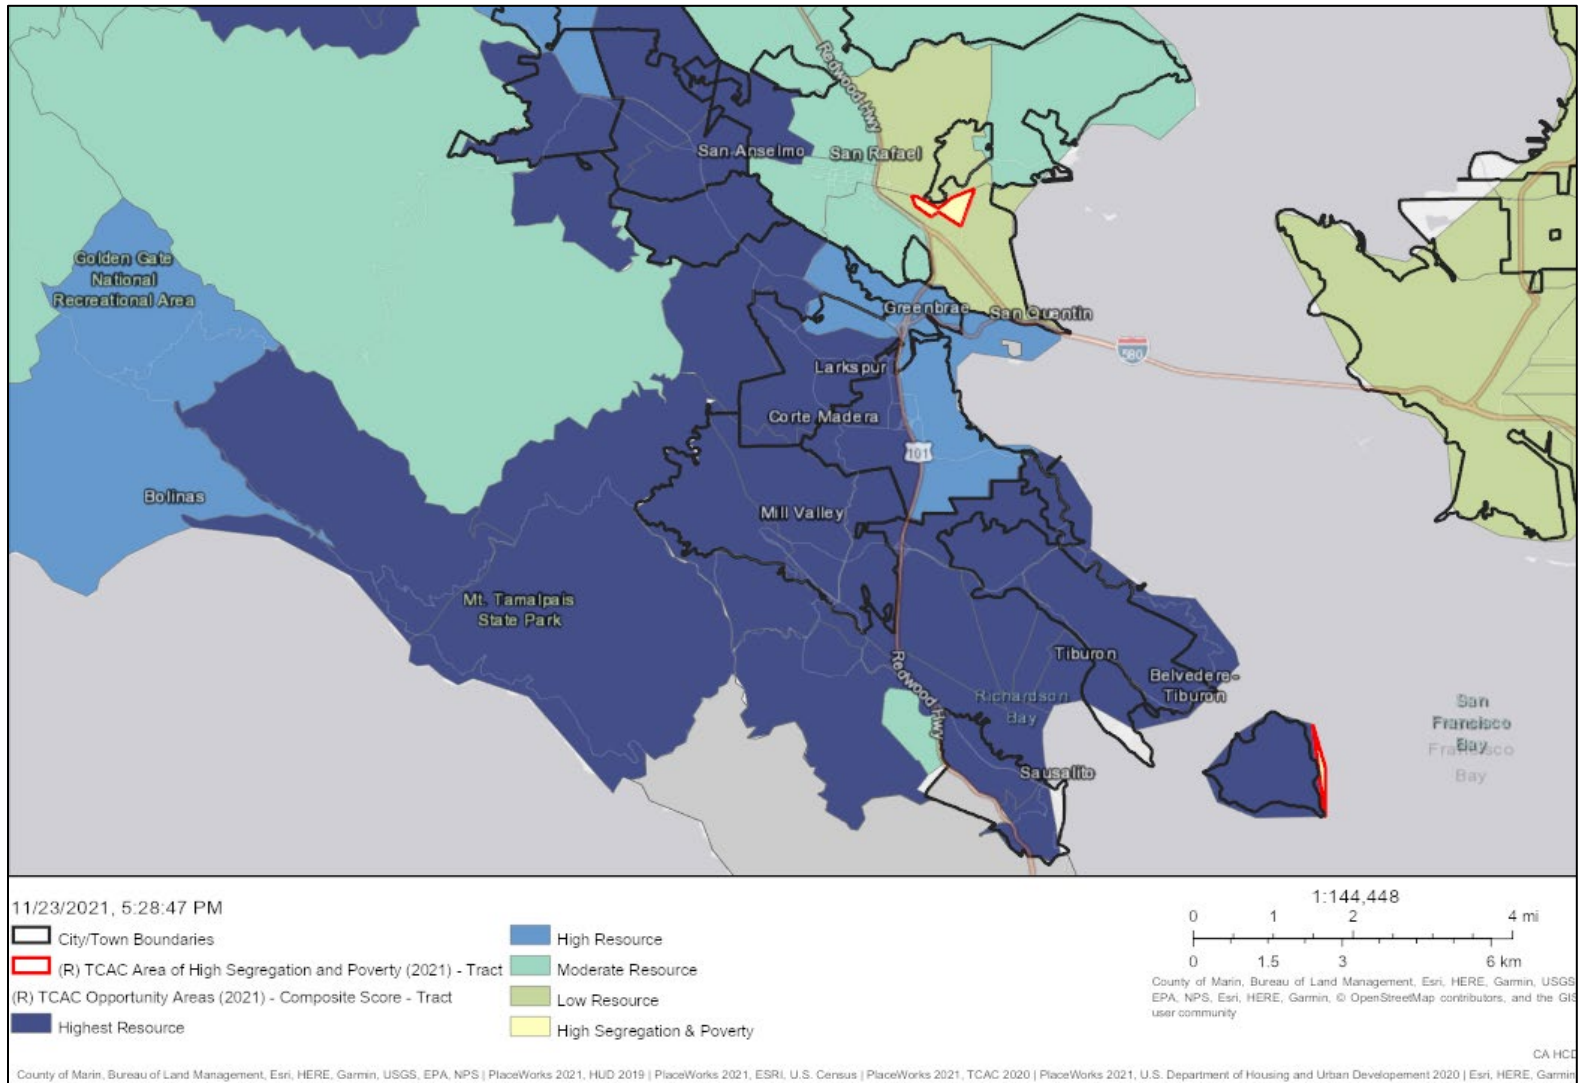 Redwood Hwy
San Anselmo
San Rafael
Golden Gate
National
Recreational Area
Greenbrae
San Quentin
580
Larkspur
Corte Madera
101
Bolinas
Mill Valley
Mt. Tamalpais
State Park
Redwood Hwy
Tiburon
Belvedere-
Tiburon
Richardson
Bay
San
Francisco
Bay
Francisco
Bay
Sausalito
11/23/2021, 5:28:47 PM
City/Town Boundaries
(R) TCAC Area of High Segregation and Poverty (2021) - Tract
(R) TCAC Opportunity Areas (2021) - Composite Score - Tract
Highest Resource
High Resource
Moderate Resource
Low Resource
High Segregation & Poverty
1:144,448
0 1 2 4 mi
0 1.5 3 6 km
County of Marin, Bureau of Land Management, Esri, HERE, Garmin, USGS,
EPA, NPS, Esri, HERE, Garmin, © OpenStreetMap contributors, and the GIS
user community
CA HCD
County of Marin, Bureau of Land Management, Esri, HERE, Garmin, USGS, EPA, NPS | PlaceWorks 2021, HUD 2019 | PlaceWorks 2021, ESRI, U.S. Census | PlaceWorks 2021, TCAC 2020 | PlaceWorks 2021, U.S. Department of Housing and Urban Developement 2020 | Esri, HERE, Garmin